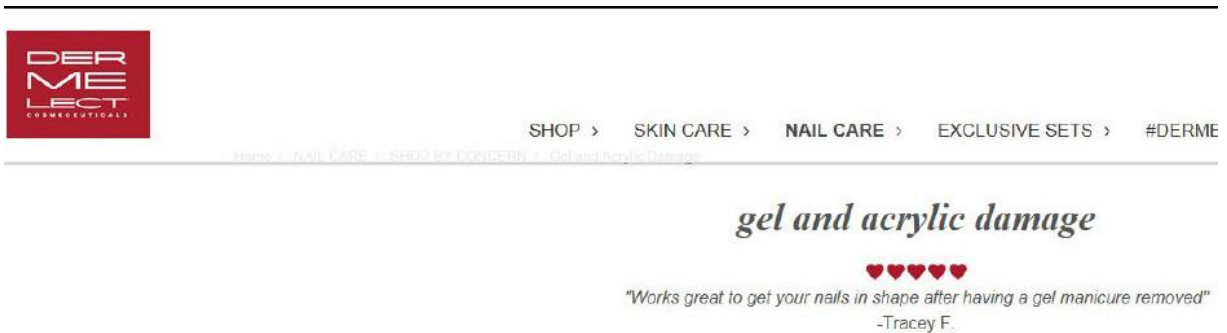 DER
ME
LECT
COSMECEUTICALS
SHOP > SKIN CARE > NAIL CARE > EXCLUSIVE SETS > #DERME
Home / NAIL CARE / SHOP BY CONCERN / Gel and Acrylic Damage
gel and acrylic damage
"Works great to get your nails in shape after having a gel manicure removed"
-Tracey F.